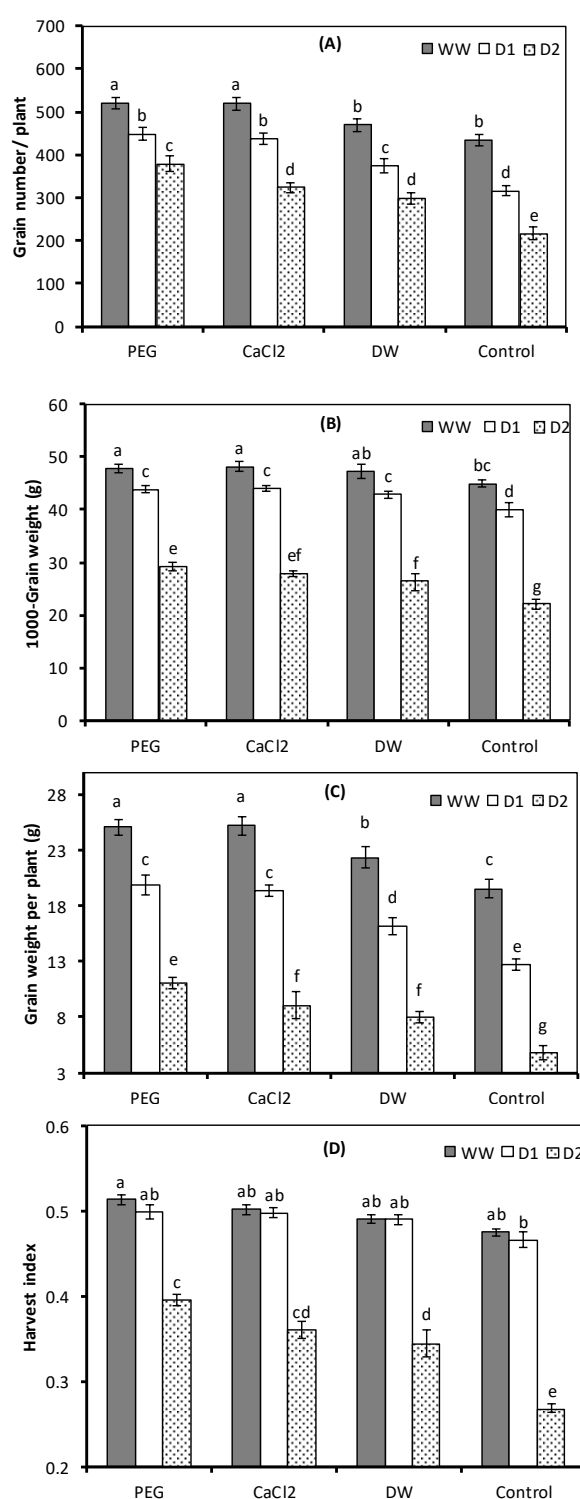 (A)
WW D1 D2
Grain number/ plant
700
600
500
400
300
200
100
0
a b c a b d b c d b d e
PEG CaCl2 DW Control
(B)
WW D1 D2
1000-Grain weight (g)
60
50
40
30
20
10
0
a c e a c ef ab c f bc d g
PEG CaCl2 DW Control
(C)
WW D1 D2
Grain weight per plant (g)
28
23
18
13
8
3
a c e a c f b d f c e g
PEG CaCl2 DW Control
(D)
WW D1 D2
Harvest index
0.6
0.5
0.4
0.3
0.2
a ab c ab ab cd ab ab d ab b e
PEG CaCl2 DW Control